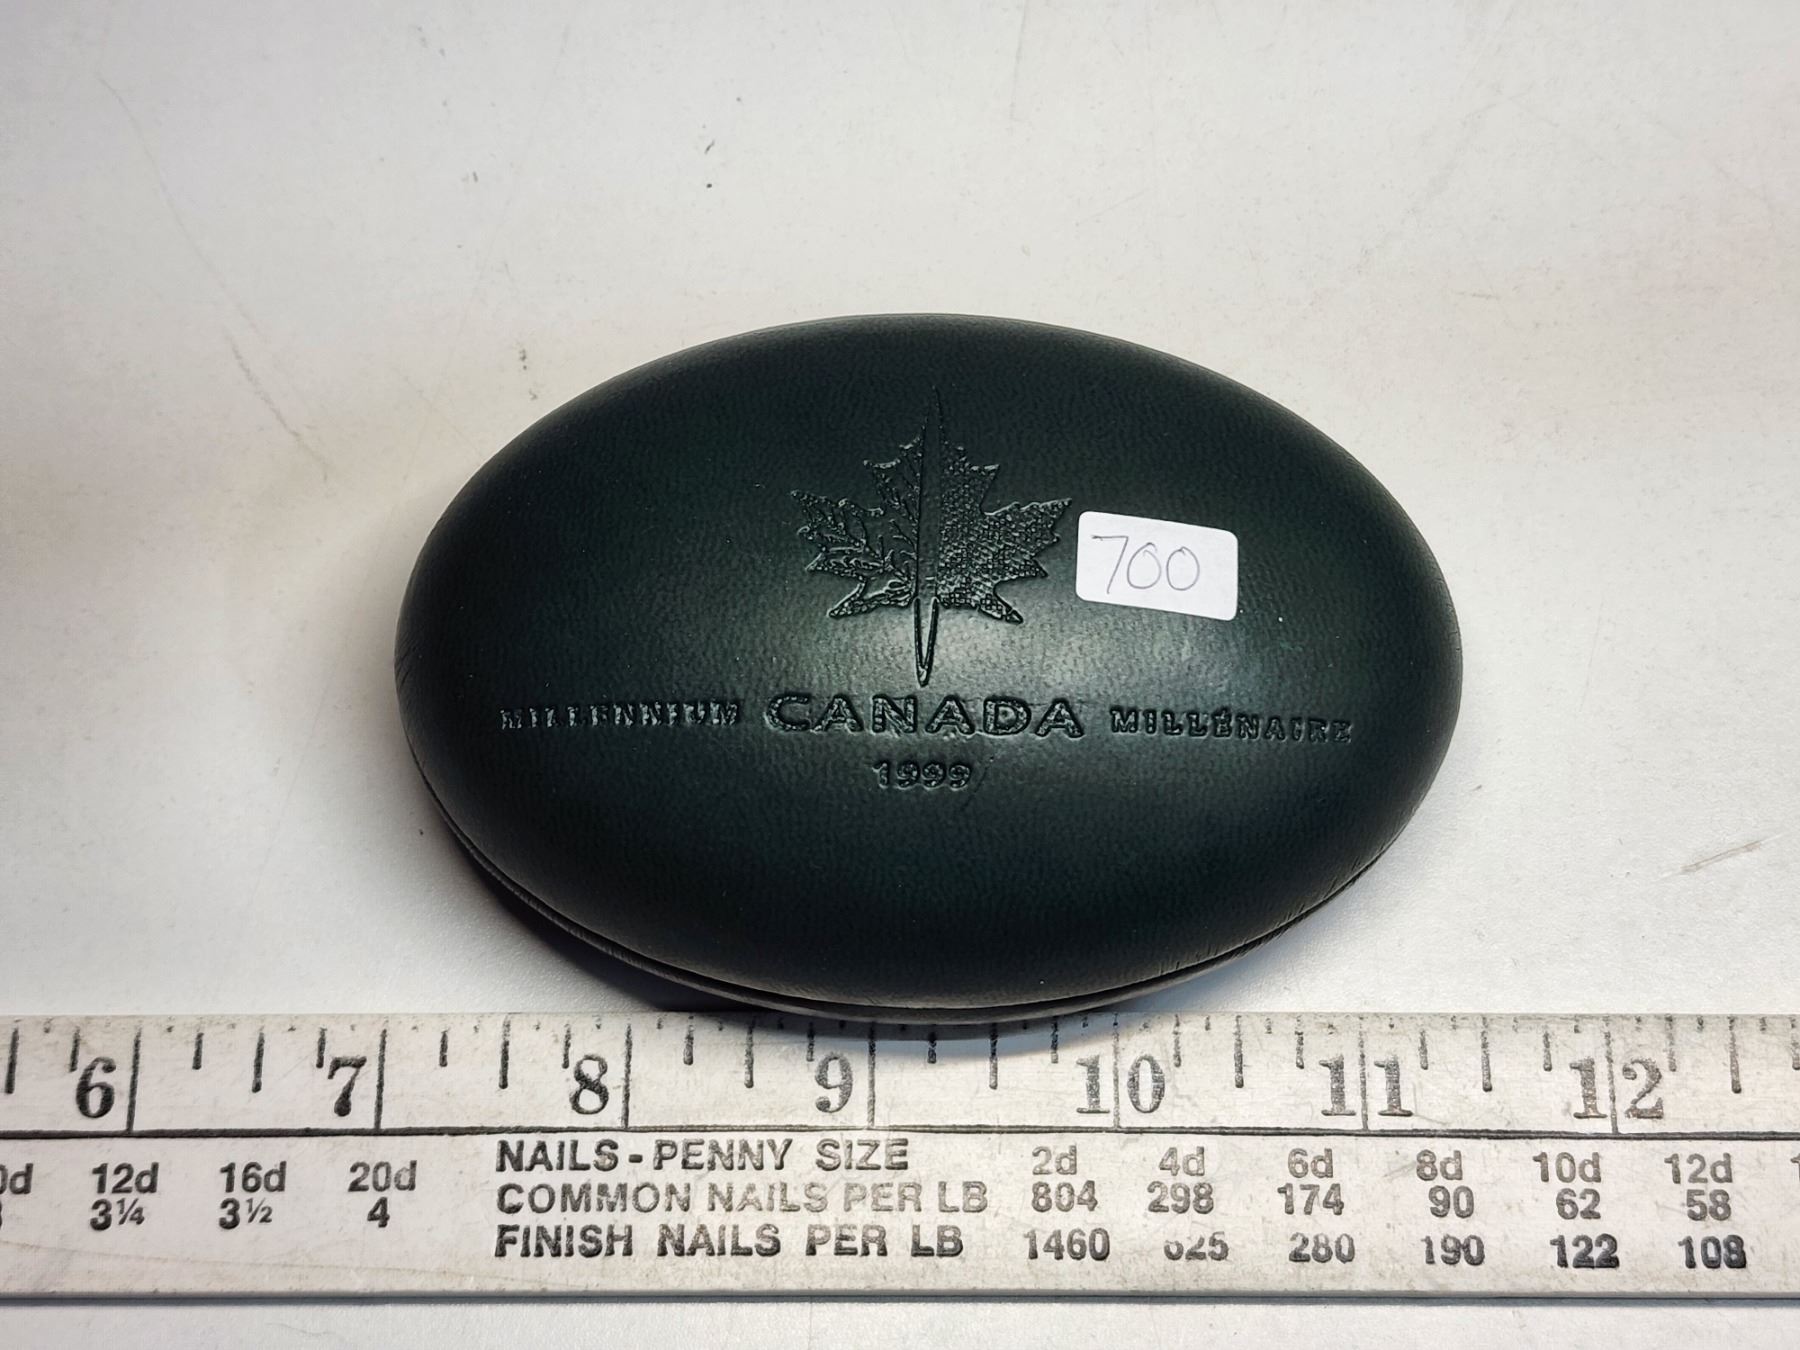 700
MILLENNIUM CANADA MILLÉNAIRE
1999
6 7 8 9 10 11 12
NAILS - PENNY SIZE 2d 4d 6d 8d 10d 12d
12d 16d 20d
COMMON NAILS PER LB 804 298 174 90 62 58
3¼ 3½ 4
FINISH NAILS PER LB 1460 625 280 190 122 108